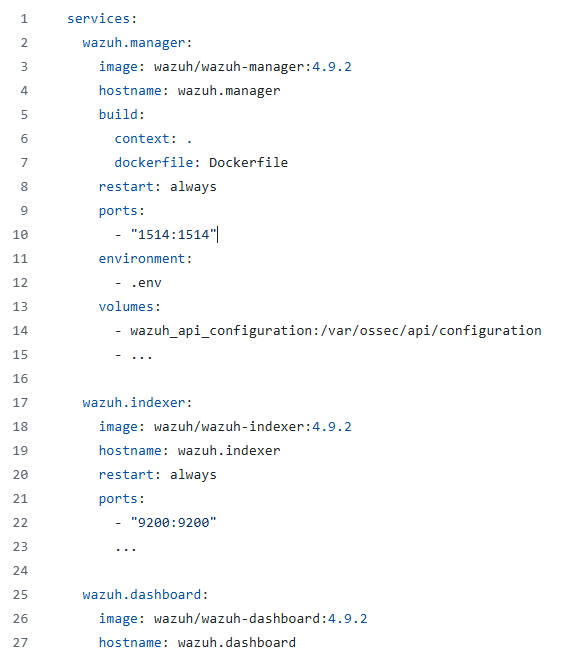 1 services:
2   wazuh.manager:
3     image: wazuh/wazuh-manager:4.9.2
4     hostname: wazuh.manager
5     build:
6       context: .
7       dockerfile: Dockerfile
8     restart: always
9     ports:
10       - "1514:1514"
11     environment:
12       - .env
13     volumes:
14       - wazuh_api_configuration:/var/ossec/api/configuration
15       - ...
16
17   wazuh.indexer:
18     image: wazuh/wazuh-indexer:4.9.2
19     hostname: wazuh.indexer
20     restart: always
21     ports:
22       - "9200:9200"
23       ...
24
25   wazuh.dashboard:
26     image: wazuh/wazuh-dashboard:4.9.2
27     hostname: wazuh.dashboard